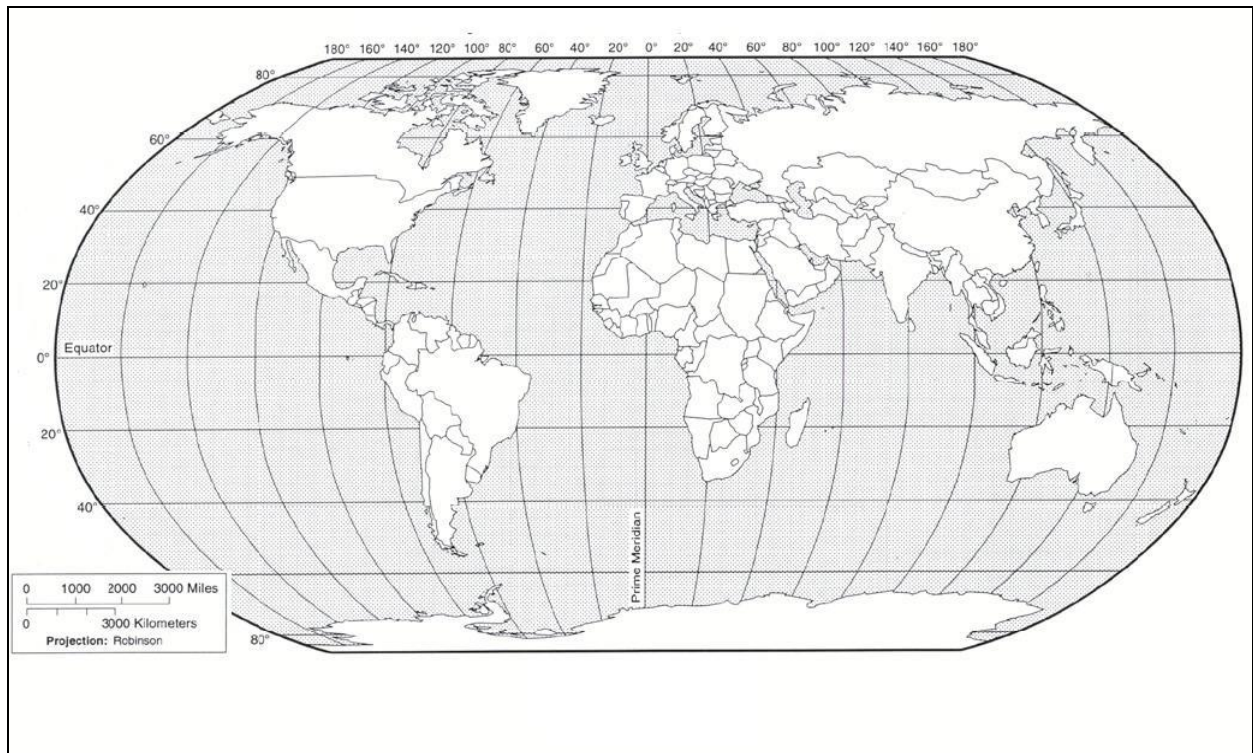 180° 160° 140° 120° 100° 80° 60° 40° 20° 0° 20° 40° 60° 80° 100° 120° 140° 160° 180°
80°
60°
40°
20°
Equator
0°
20°
40°
Prime Meridian
0 1000 2000 3000 Miles
0 3000 Kilometers
Projection: Robinson
80°